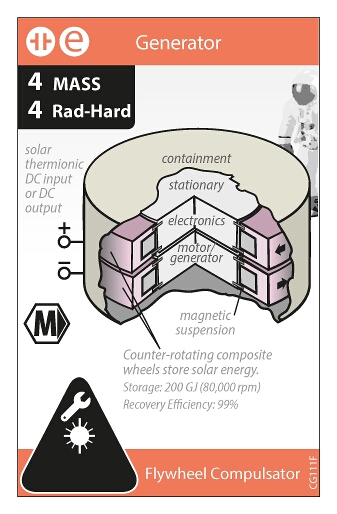 e
Generator
4 MASS
4 Rad-Hard
solar
thermionic
DC input
or DC
output
containment
stationary
electronics
motor/
generator
+
–
M
magnetic
suspension
Counter-rotating composite
wheels store solar energy.
Storage: 200 GJ (80,000 rpm)
Recovery Efficiency: 99%
Flywheel Compulsator
CG111F